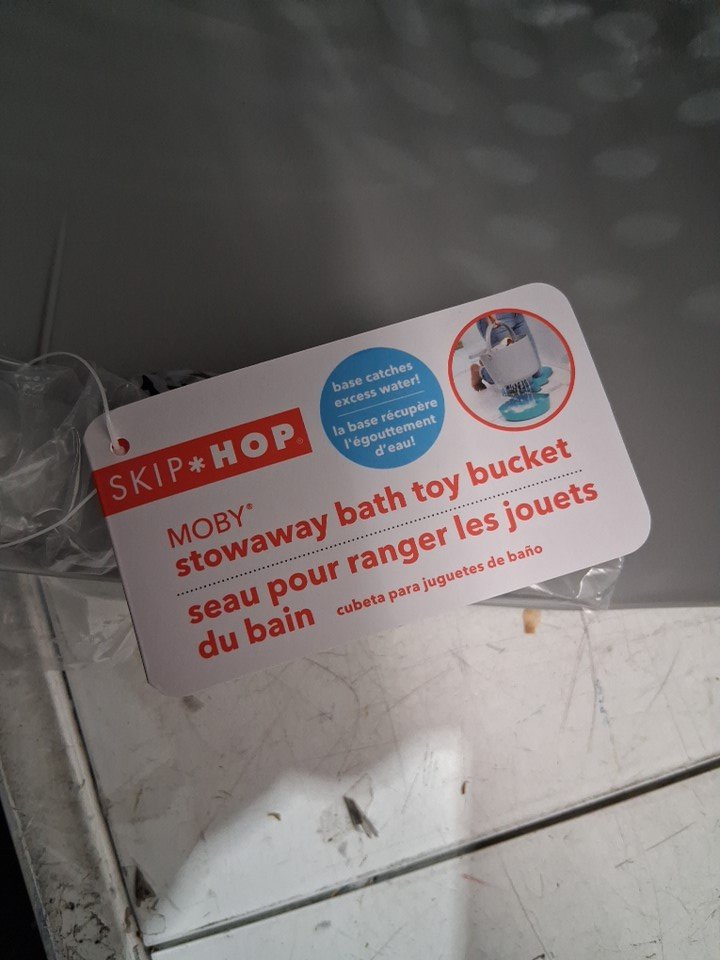 SKIP*HOP®
base catches
excess water!
la base récupère
l'égouttement
d'eau!
MOBY®
stowaway bath toy bucket
seau pour ranger les jouets
du bain
cubeta para juguetes de baño